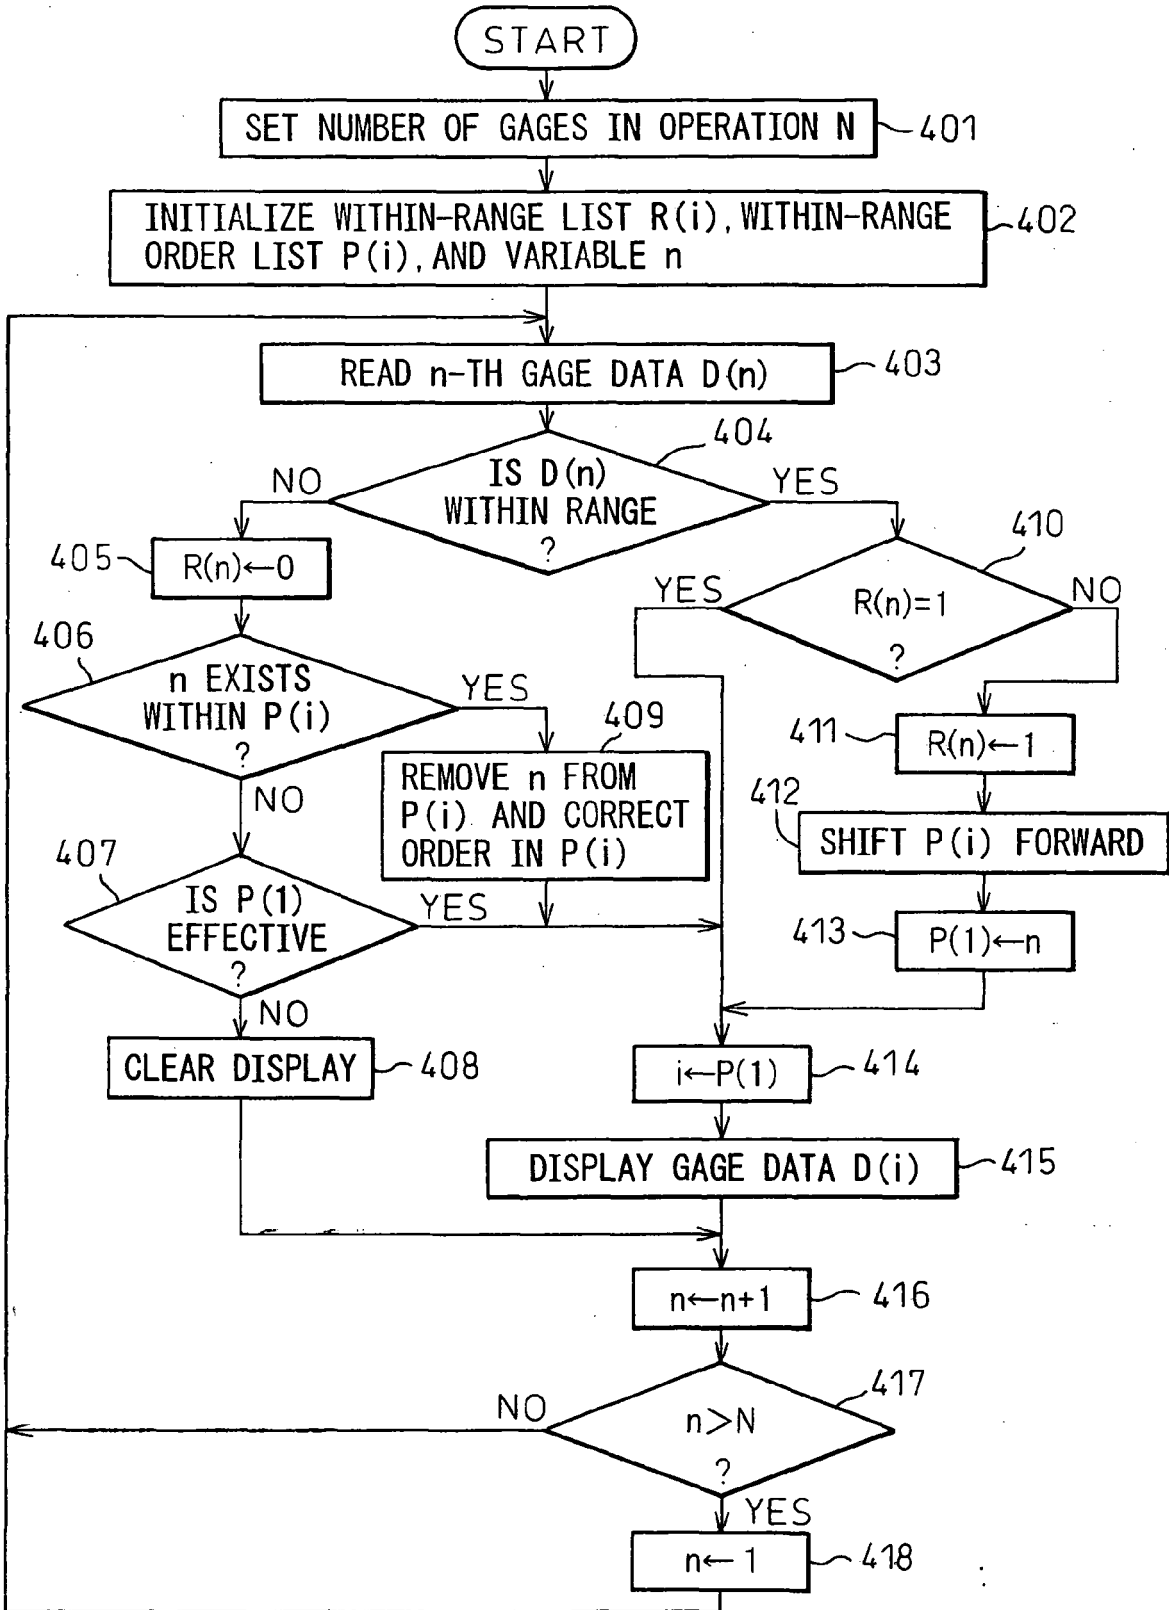 START
SET NUMBER OF GAGES IN OPERATION N
401
INITIALIZE WITHIN-RANGE LIST R(i), WITHIN-RANGE
ORDER LIST P(i), AND VARIABLE n
402
READ n-TH GAGE DATA D(n)
403
404
IS D(n)
WITHIN RANGE
?
NO
YES
405
R(n)←0
410
R(n)=1
?
YES
NO
406
n EXISTS
WITHIN P(i)
?
YES
NO
409
REMOVE n FROM
P(i) AND CORRECT
ORDER IN P(i)
411
R(n)←1
412
SHIFT P(i) FORWARD
407
IS P(1)
EFFECTIVE
?
YES
NO
413
P(1)←n
CLEAR DISPLAY
408
i←P(1)
414
DISPLAY GAGE DATA D(i)
415
n←n+1
416
417
n>N
?
NO
YES
n←1
418